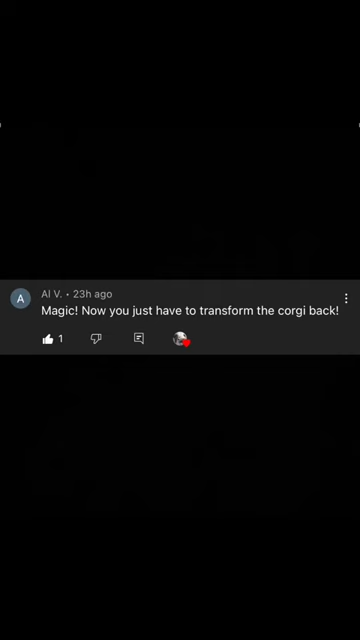 A
Al V. • 23h ago
Magic! Now you just have to transform the corgi back!
1